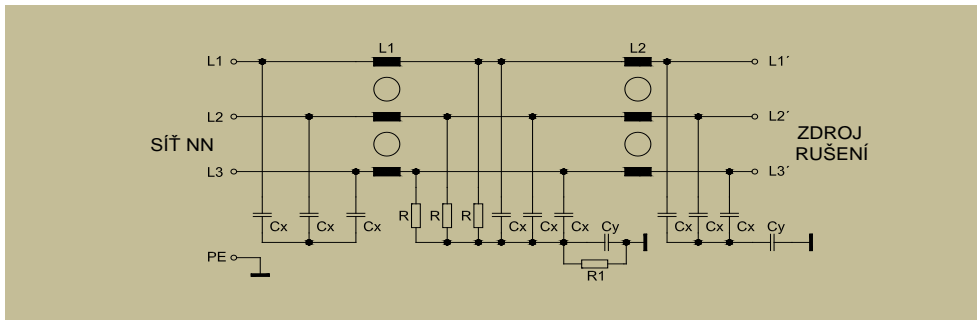 L1 L2
L1 L1´
L2 L2´
SÍŤ NN ZDROJ
RUŠENÍ
L3 L3´
R R R
Cx Cx Cx Cx Cx Cx Cy Cx Cx Cx Cy
PE
R1